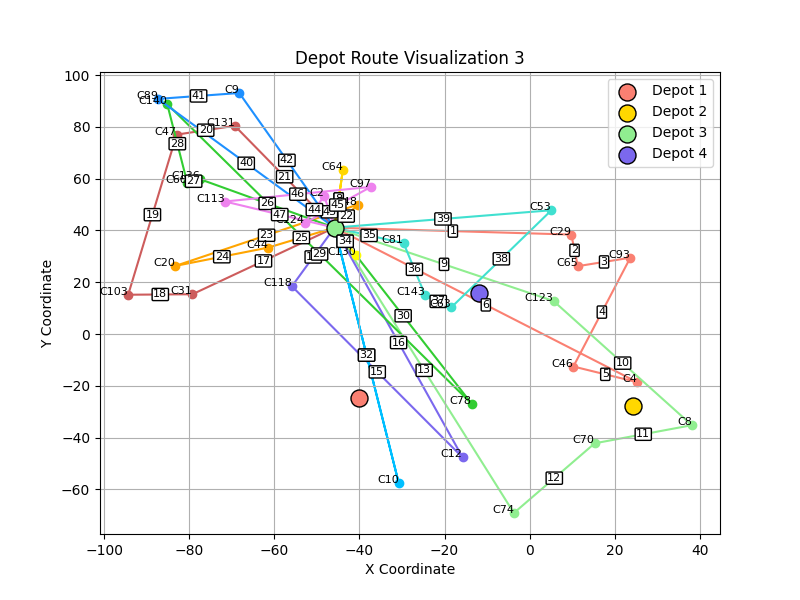 Depot Route Visualization 3
Depot 1
Depot 2
Depot 3
Depot 4
Y Coordinate
100
80
60
40
20
0
−20
−40
−60
−100
−80
−60
−40
−20
0
20
40
X Coordinate
C89
C140
C9
C47
C131
C64
C97
C2
C113
C20
C44
C103
C31
C118
C81
C143
C53
C29
C65
C93
C123
C46
C4
C8
C70
C74
C78
C12
C10
41
20
28
42
40
21
27
46
26
19
44
45
22
47
23
25
34
35
24
17
18
29
36
39
1
2
3
38
9
6
4
30
16
32
15
13
10
5
11
12